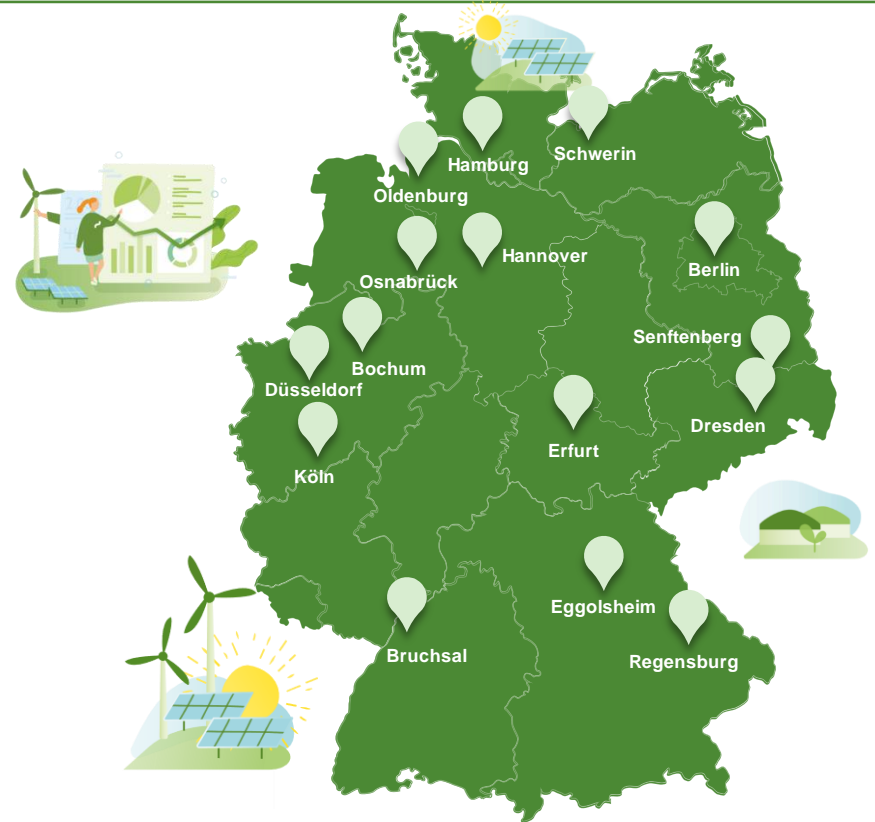 Hamburg
Schwerin
Oldenburg
Hannover
Berlin
Osnabrück
Senftenberg
Bochum
Düsseldorf
Dresden
Erfurt
Köln
Eggolsheim
Bruchsal
Regensburg